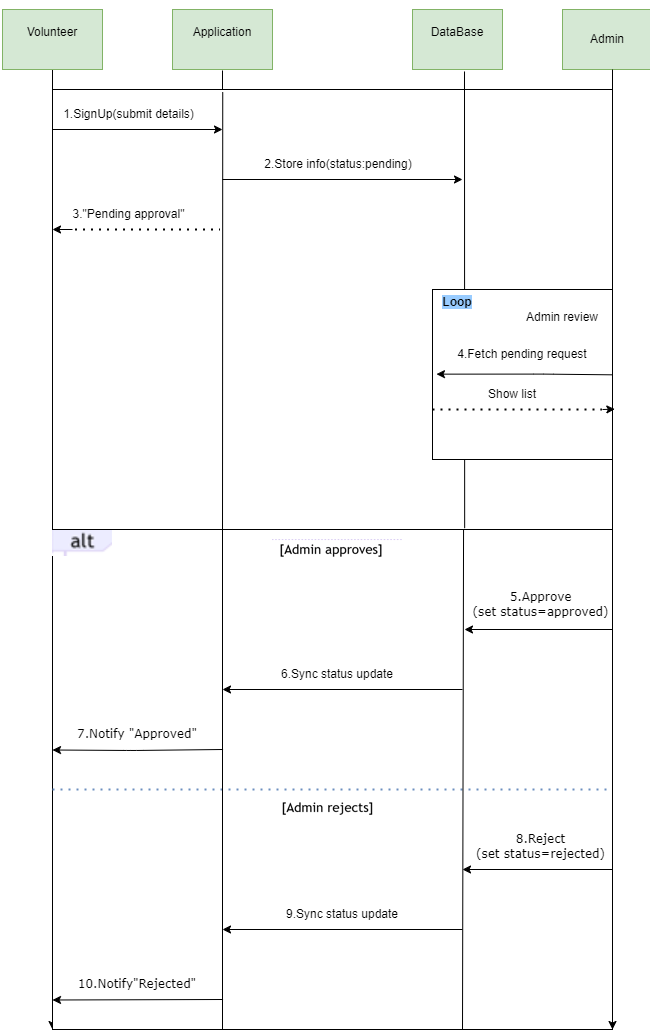 Volunteer
Application
DataBase
Admin
1.SignUp(submit details)
2.Store info(status:pending)
3."Pending approval"
Loop
Admin review
4.Fetch pending request
Show list
alt
[Admin approves]
5.Approve
(set status=approved)
6.Sync status update
7.Notify "Approved"
[Admin rejects]
8.Reject
(set status=rejected)
9.Sync status update
10.Notify"Rejected"